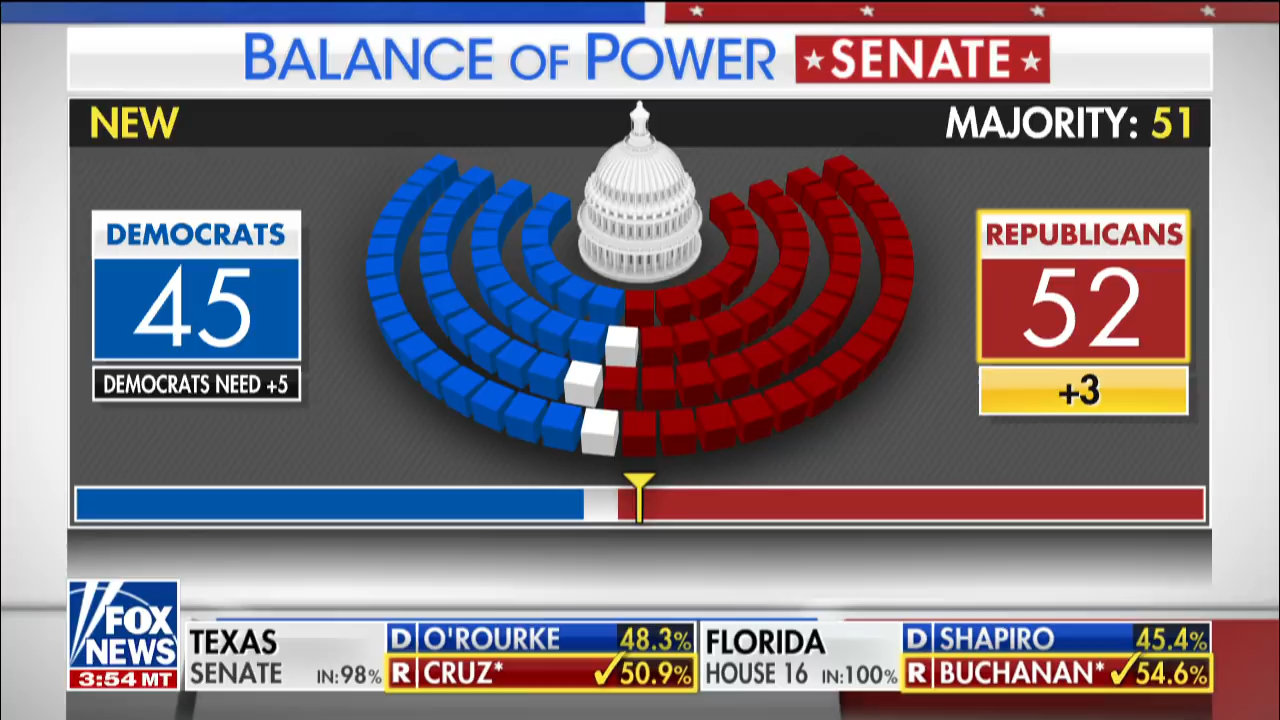 BALANCE OF POWER ★SENATE★
NEW
MAJORITY: 51
DEMOCRATS
45
DEMOCRATS NEED +5
REPUBLICANS
52
+3
FOX
NEWS
3:54 MT
TEXAS
SENATE IN:98%
D O'ROURKE 48.3%
R CRUZ* ✓50.9%
FLORIDA
HOUSE 16 IN:100%
D SHAPIRO 45.4%
R BUCHANAN* ✓54.6%